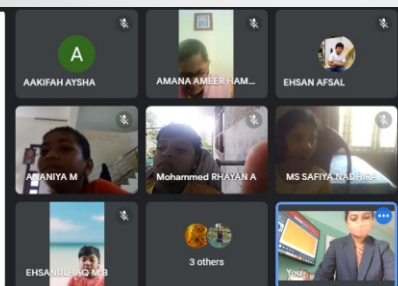 A
AAKIFAH AYSHA
AMANA AMEER HAM...
EHSAN AFSAL
ANANIYA M
Mohammed RHAYAN A
MS SAFIYA NADHIRA
EHSANULHAQ M B
3 others
You